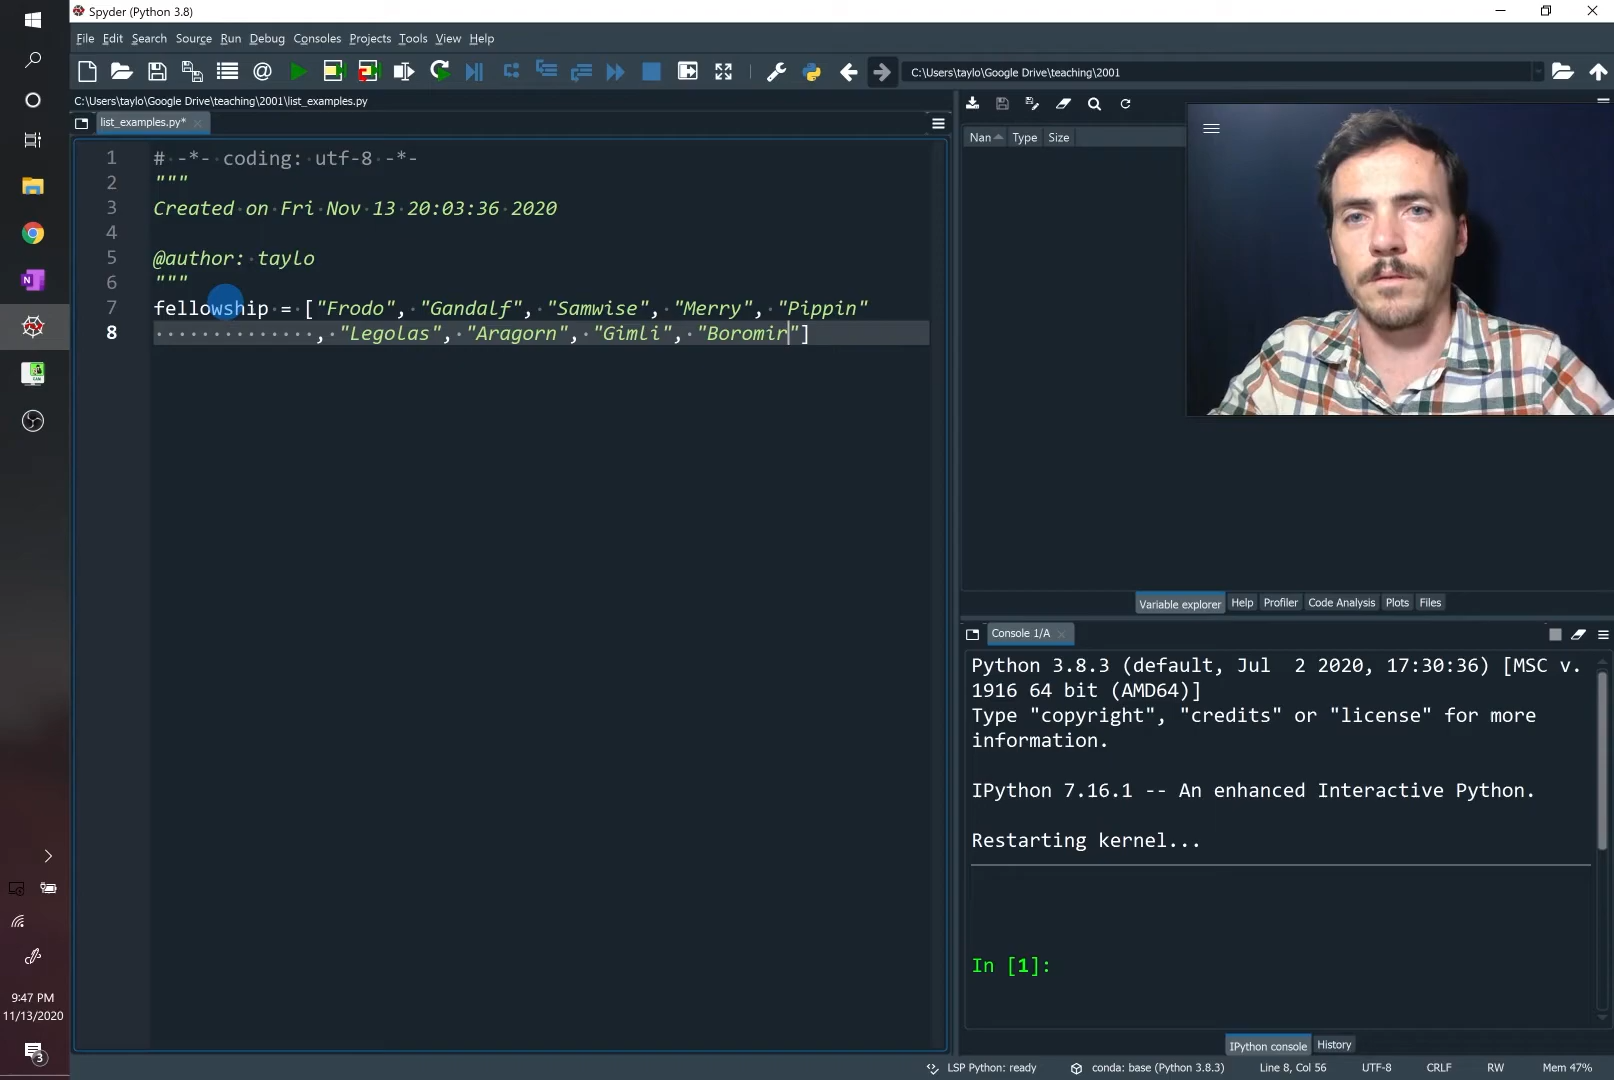 Spyder (Python 3.8)
File Edit Search Source Run Debug Consoles Projects Tools View Help
C:\Users\taylo\Google Drive\teaching\2001
C:\Users\taylo\Google Drive\teaching\2001\list_examples.py
list_examples.py*
1 # -*- coding: utf-8 -*-
2 """
3 Created on Fri Nov 13 20:03:36 2020
4
5 @author: taylo
6 """
7 fellowship = ["Frodo", "Gandalf", "Samwise", "Merry", "Pippin"
8 , "Legolas", "Aragorn", "Gimli", "Boromir"]
Nan Type Size
Variable explorer Help Profiler Code Analysis Plots Files
Console 1/A
Python 3.8.3 (default, Jul 2 2020, 17:30:36) [MSC v.
1916 64 bit (AMD64)]
Type "copyright", "credits" or "license" for more
information.
IPython 7.16.1 -- An enhanced Interactive Python.
Restarting kernel...
In [1]:
IPython console History
LSP Python: ready conda: base (Python 3.8.3) Line 8, Col 56 UTF-8 CRLF RW Mem 47%
9:47 PM
11/13/2020
3